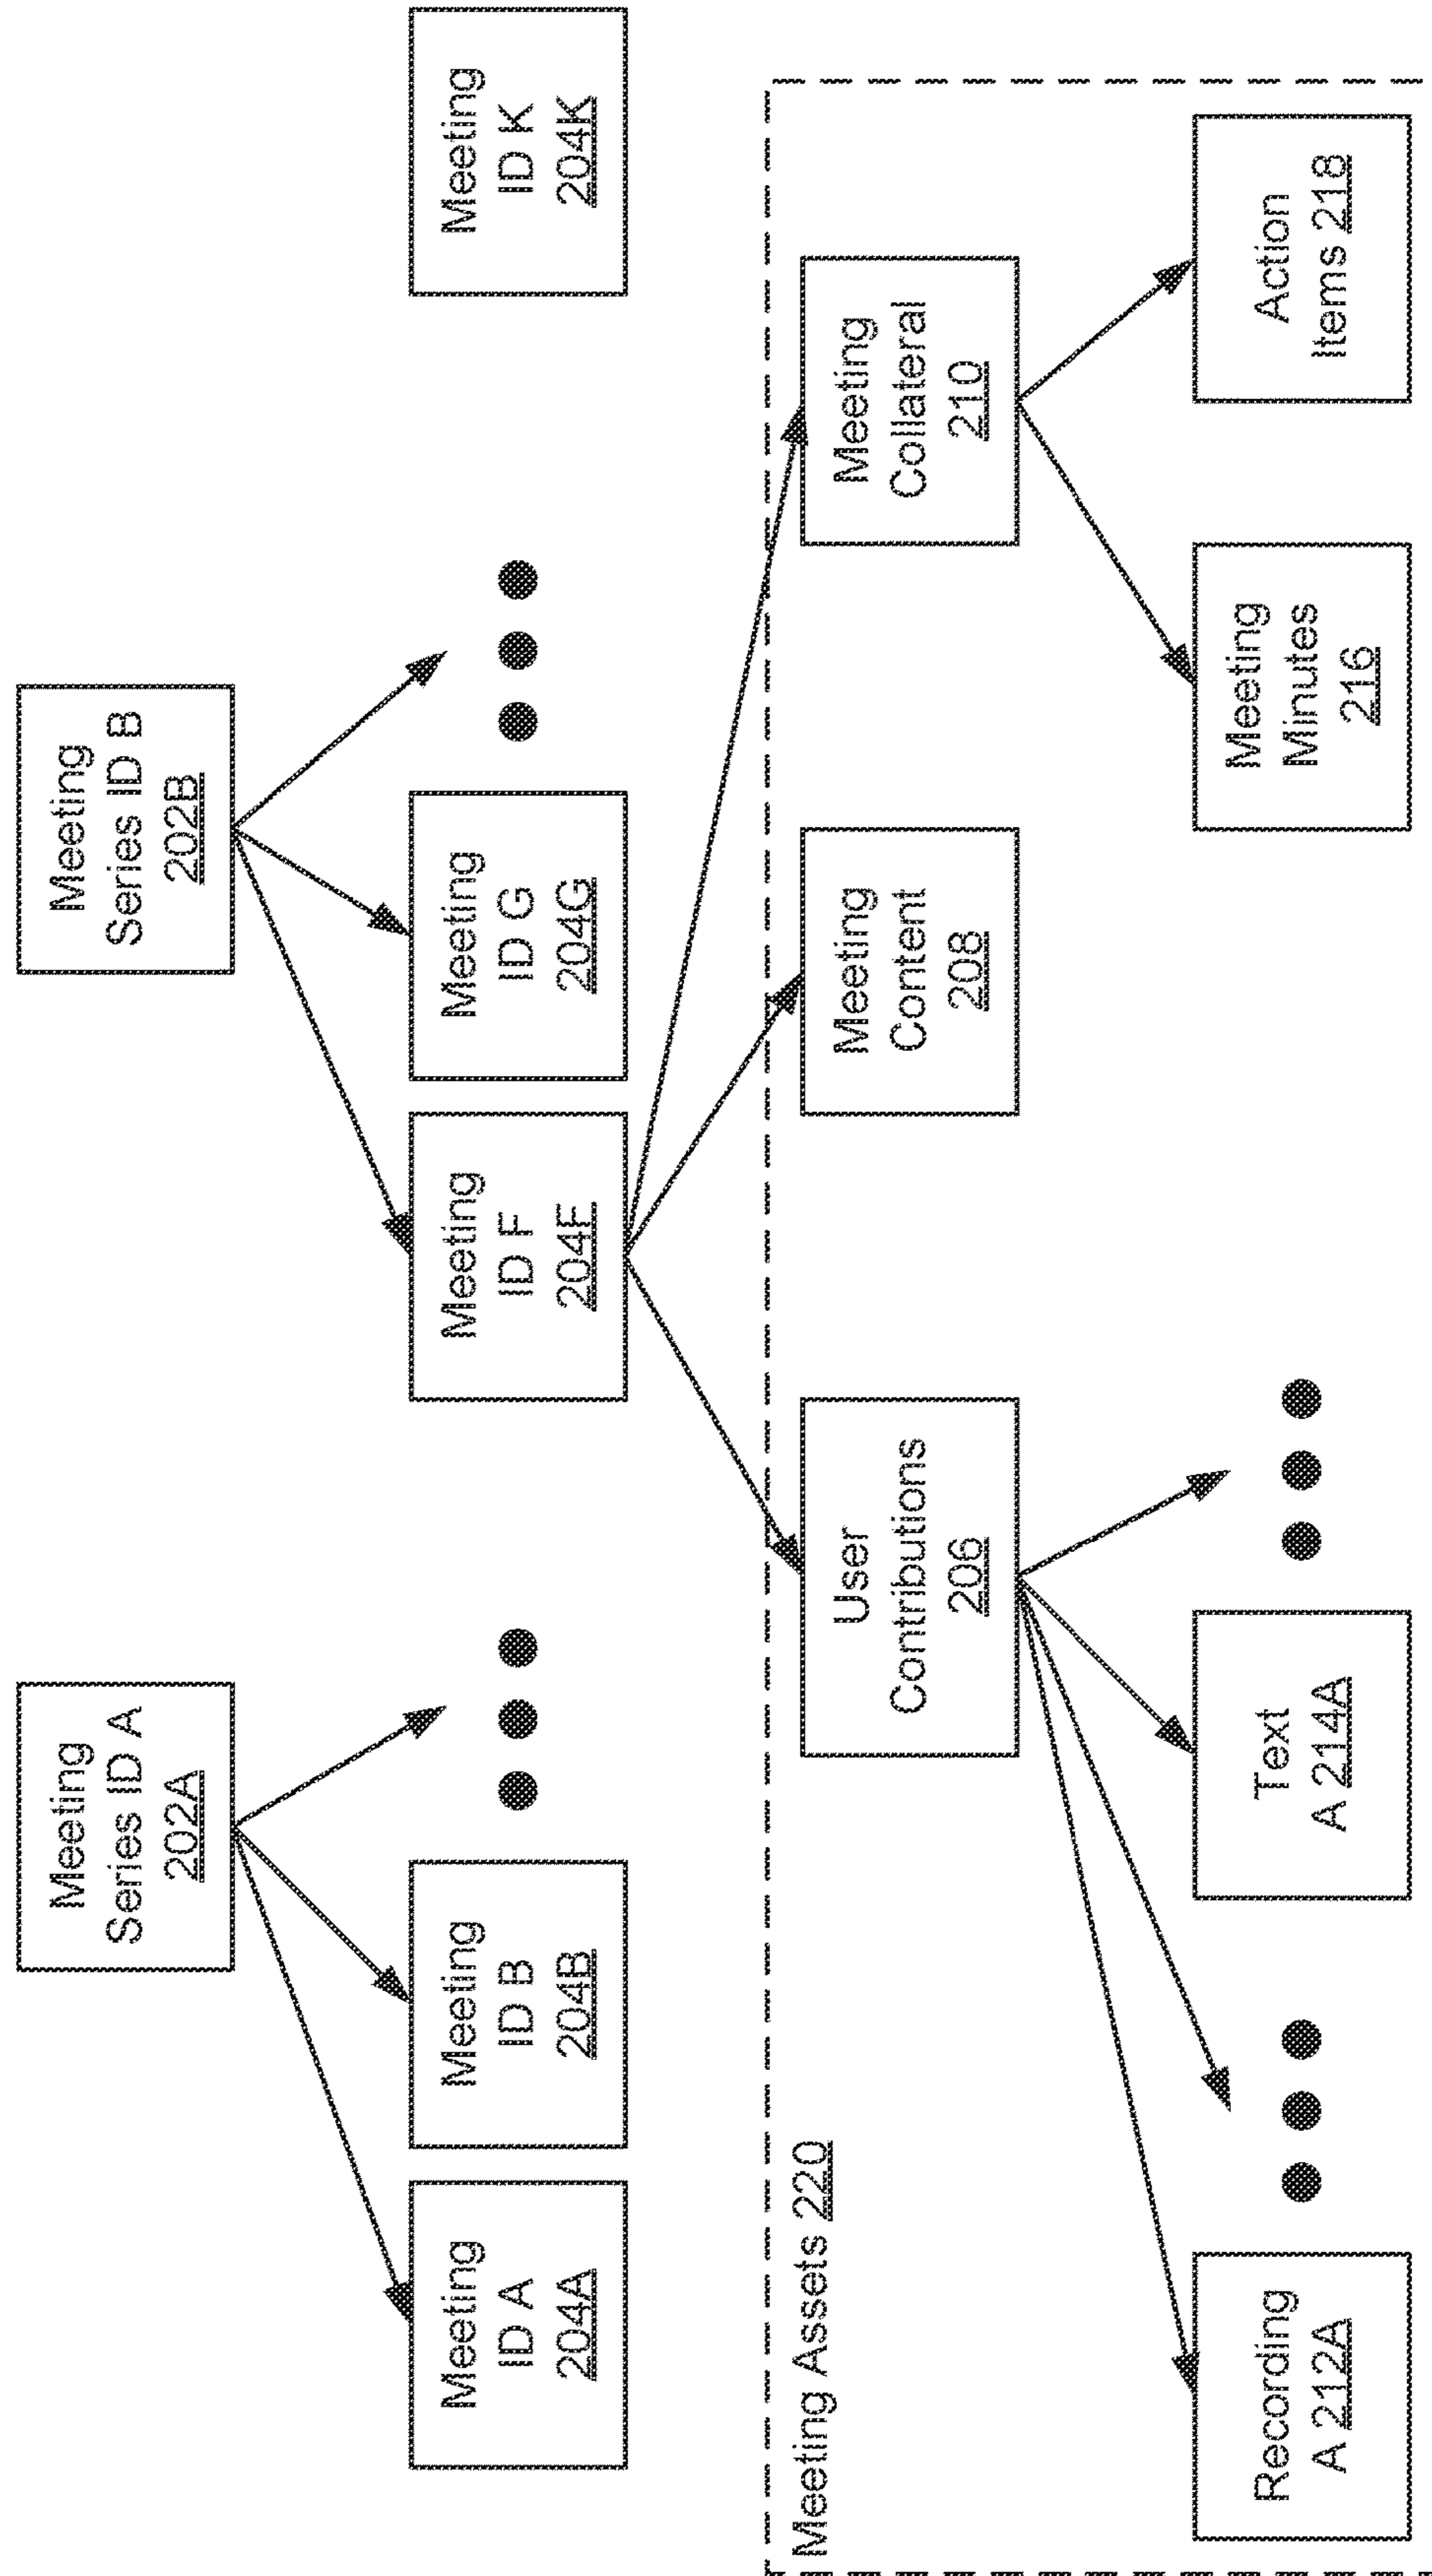 Meeting
Series ID A
202A
Meeting
Series ID B
202B
Meeting
ID A
204A
Meeting
ID B
204B
Meeting
ID F
204F
Meeting
ID G
204G
Meeting
ID K
204K
Meeting Assets 220
User
Contributions
206
Meeting
Content
208
Meeting
Collateral
210
Recording
A 212A
Text
A 214A
Meeting
Minutes
216
Action
Items 218